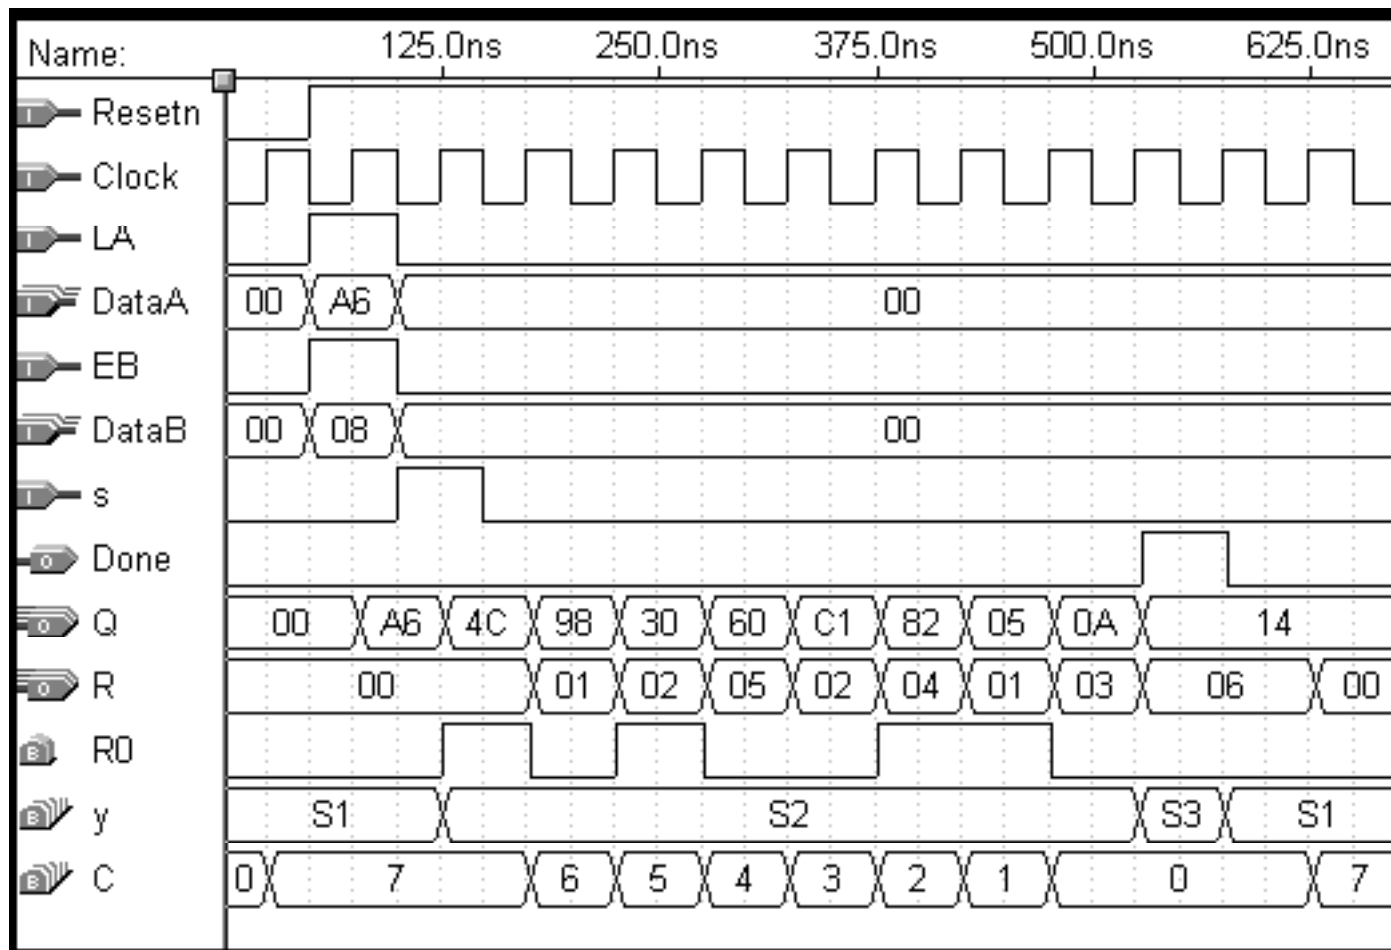 Name: 125.0ns 250.0ns 375.0ns 500.0ns 625.0ns
I Resetn
I Clock
I LA
I DataA 00 A6 00
I EB
I DataB 00 08 00
I s
O Done
O Q 00 A6 4C 98 30 60 C1 82 05 0A 14
O R 00 01 02 05 02 04 01 03 06 00
B R0
B y S1 S2 S3 S1
B C 0 7 6 5 4 3 2 1 0 7